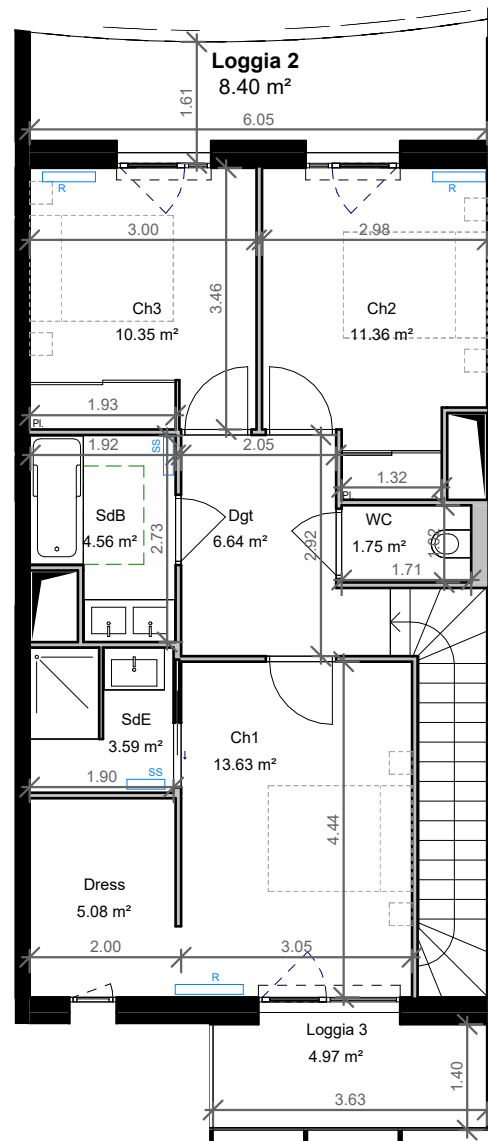 Loggia 2
8.40 m²
1.61
6.05
R
R
3.00
2.98
3.46
Ch3
10.35 m²
Ch2
11.36 m²
1.93
Pl.
1.92
SS
2.05
1.32
Pl.
SdB
4.56 m²
2.73
Dgt
6.64 m²
2.92
WC
1.75 m²
1.71
SdE
3.59 m²
SS
1.90
Ch1
13.63 m²
4.44
Dress
5.08 m²
2.00
3.05
R
Loggia 3
4.97 m²
1.40
3.63